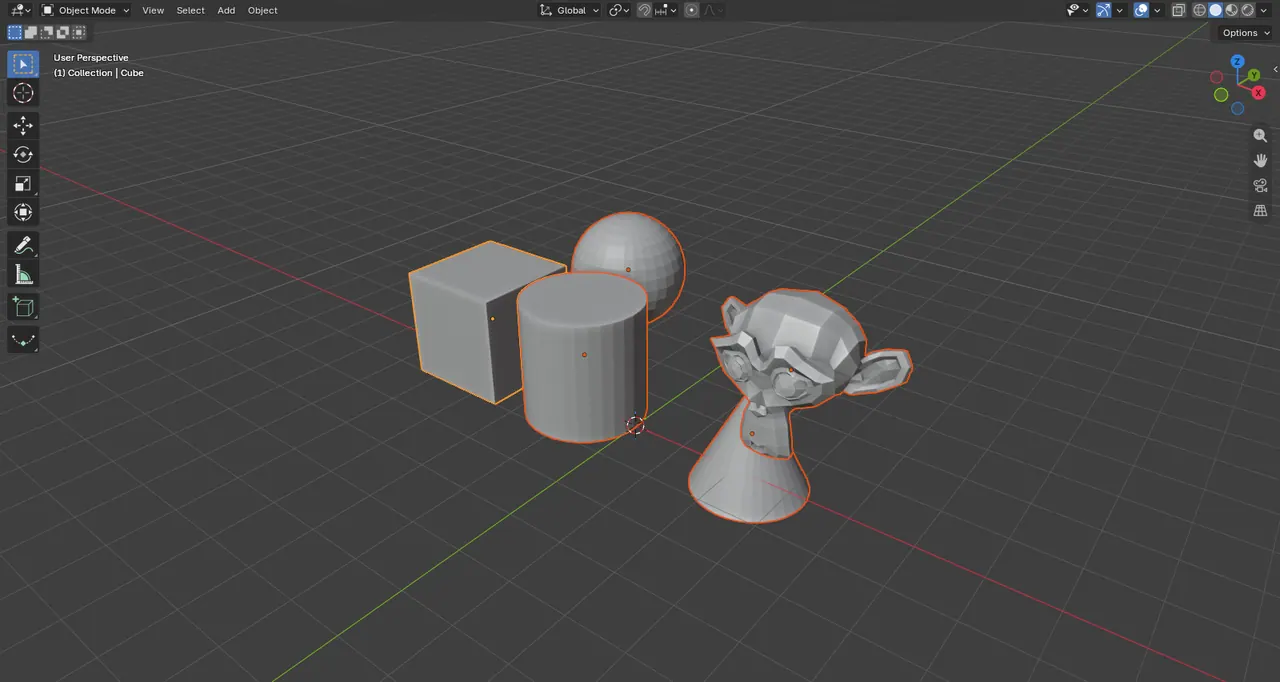 Object Mode View Select Add Object Global
Options
User Perspective
(1) Collection | Cube
Z
Y
X